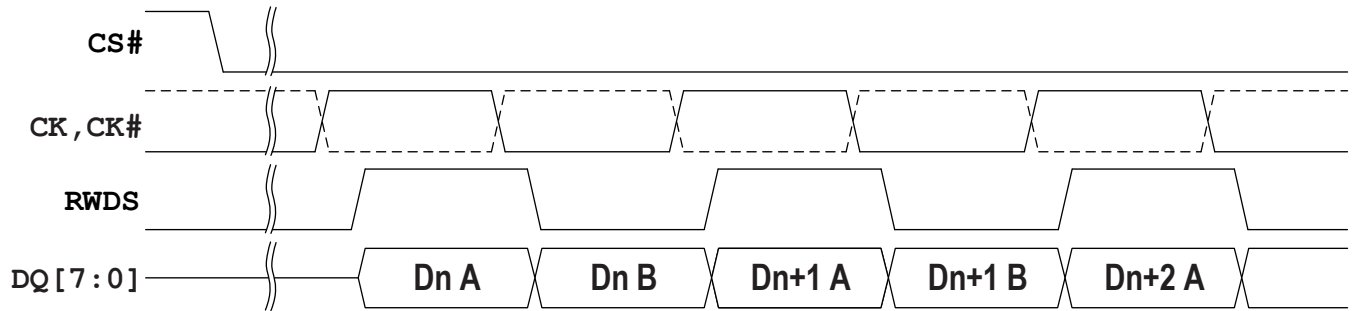 CS#
CK,CK#
RWDS
DQ[7:0] Dn A Dn B Dn+1 A Dn+1 B Dn+2 A